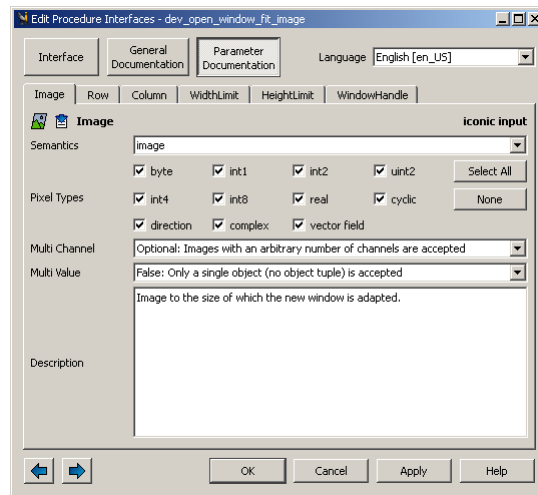 Edit Procedure Interfaces - dev_open_window_fit_image
Interface
General Documentation
Parameter Documentation
Language English [en_US]
Image Row Column WidthLimit HeightLimit WindowHandle
Image iconic input
Semantics image
byte int1 int2 uint2 Select All
Pixel Types int4 int8 real cyclic None
direction complex vector field
Multi Channel Optional: Images with an arbitrary number of channels are accepted
Multi Value False: Only a single object (no object tuple) is accepted
Image to the size of which the new window is adapted.
Description
OK Cancel Apply Help